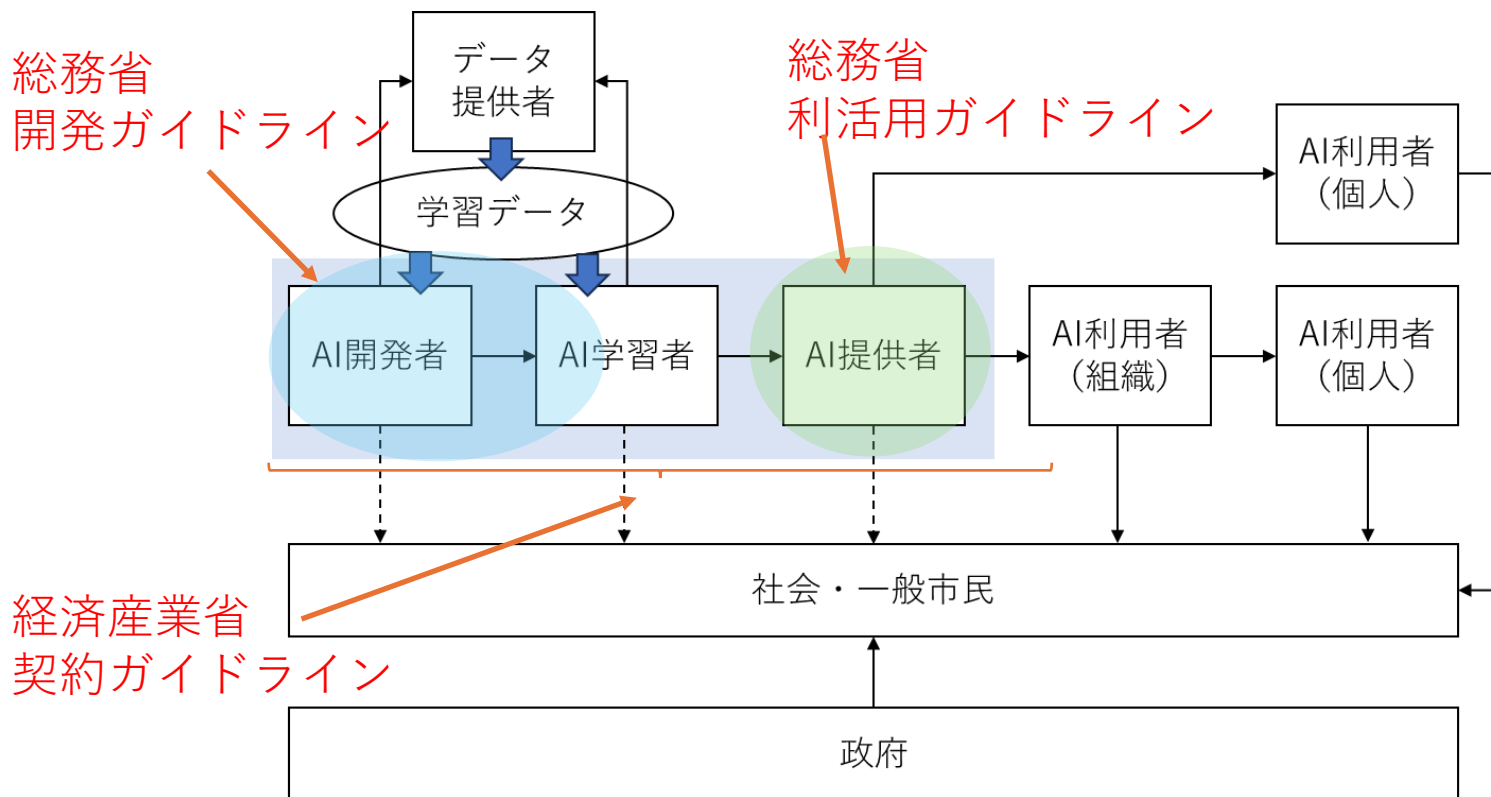 総務省
開発ガイドライン
データ
提供者
総務省
利活用ガイドライン
学習データ
AI利用者
（個人）
AI開発者
AI学習者
AI提供者
AI利用者
（組織）
AI利用者
（個人）
社会・一般市民
経済産業省
契約ガイドライン
政府